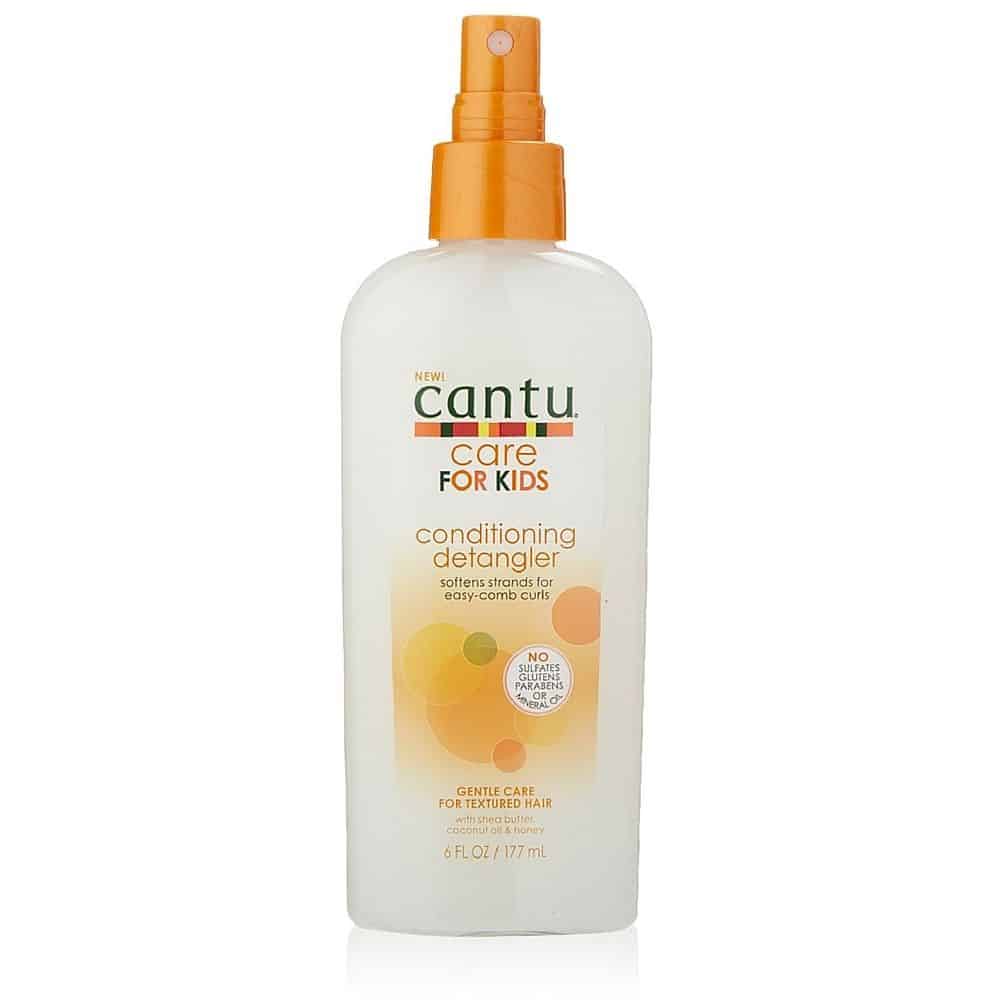 NEW!
cantu®
care
FOR KIDS
conditioning
detangler
softens strands for
easy-comb curls
NO
SULFATES
GLUTENS
PARABENS
OR
MINERAL OIL
GENTLE CARE
FOR TEXTURED HAIR
with shea butter,
coconut oil & honey
6 FL OZ / 177 mL